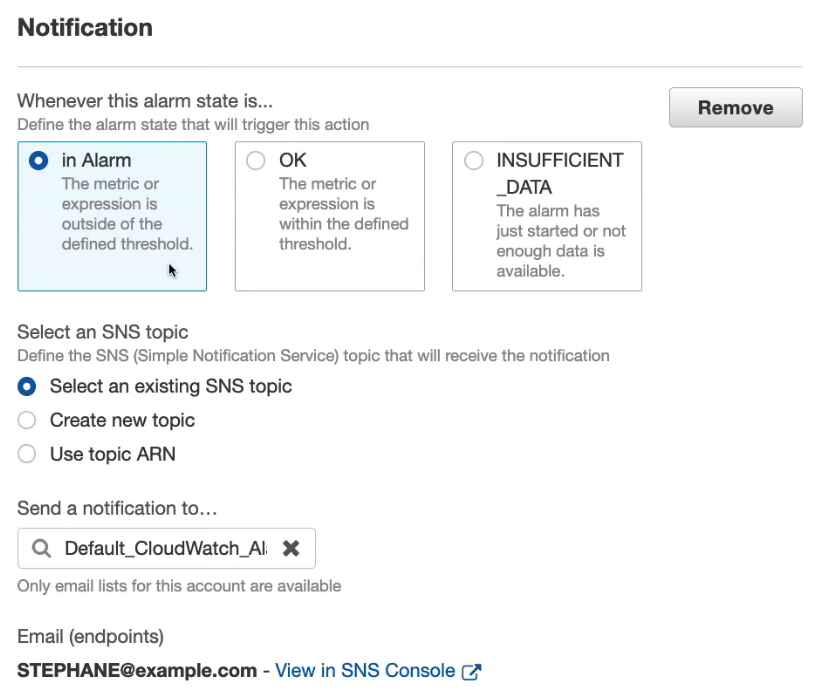 Notification
Whenever this alarm state is...
Define the alarm state that will trigger this action
Remove
in Alarm
The metric or
expression is
outside of the
defined threshold.
OK
The metric or
expression is
within the defined
threshold.
INSUFFICIENT
_DATA
The alarm has
just started or not
enough data is
available.
Select an SNS topic
Define the SNS (Simple Notification Service) topic that will receive the notification
Select an existing SNS topic
Create new topic
Use topic ARN
Send a notification to…
Default_CloudWatch_Al
Only email lists for this account are available
Email (endpoints)
STEPHANE@example.com - View in SNS Console